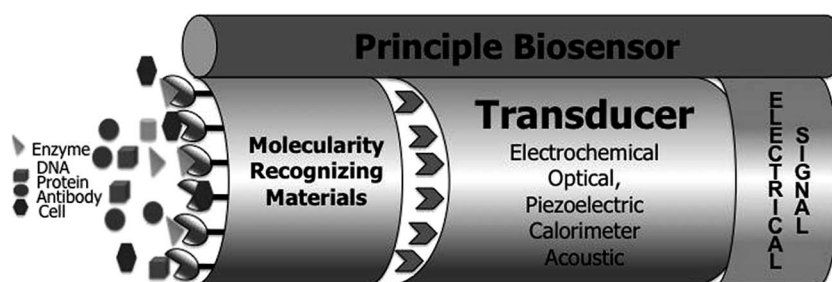 Principle Biosensor
Enzyme
DNA
Protein
Antibody
Cell
Molecularity
Recognizing
Materials
Transducer
Electrochemical
Optical,
Piezoelectric
Calorimeter
Acoustic
ELECTRICAL
SIGNAL